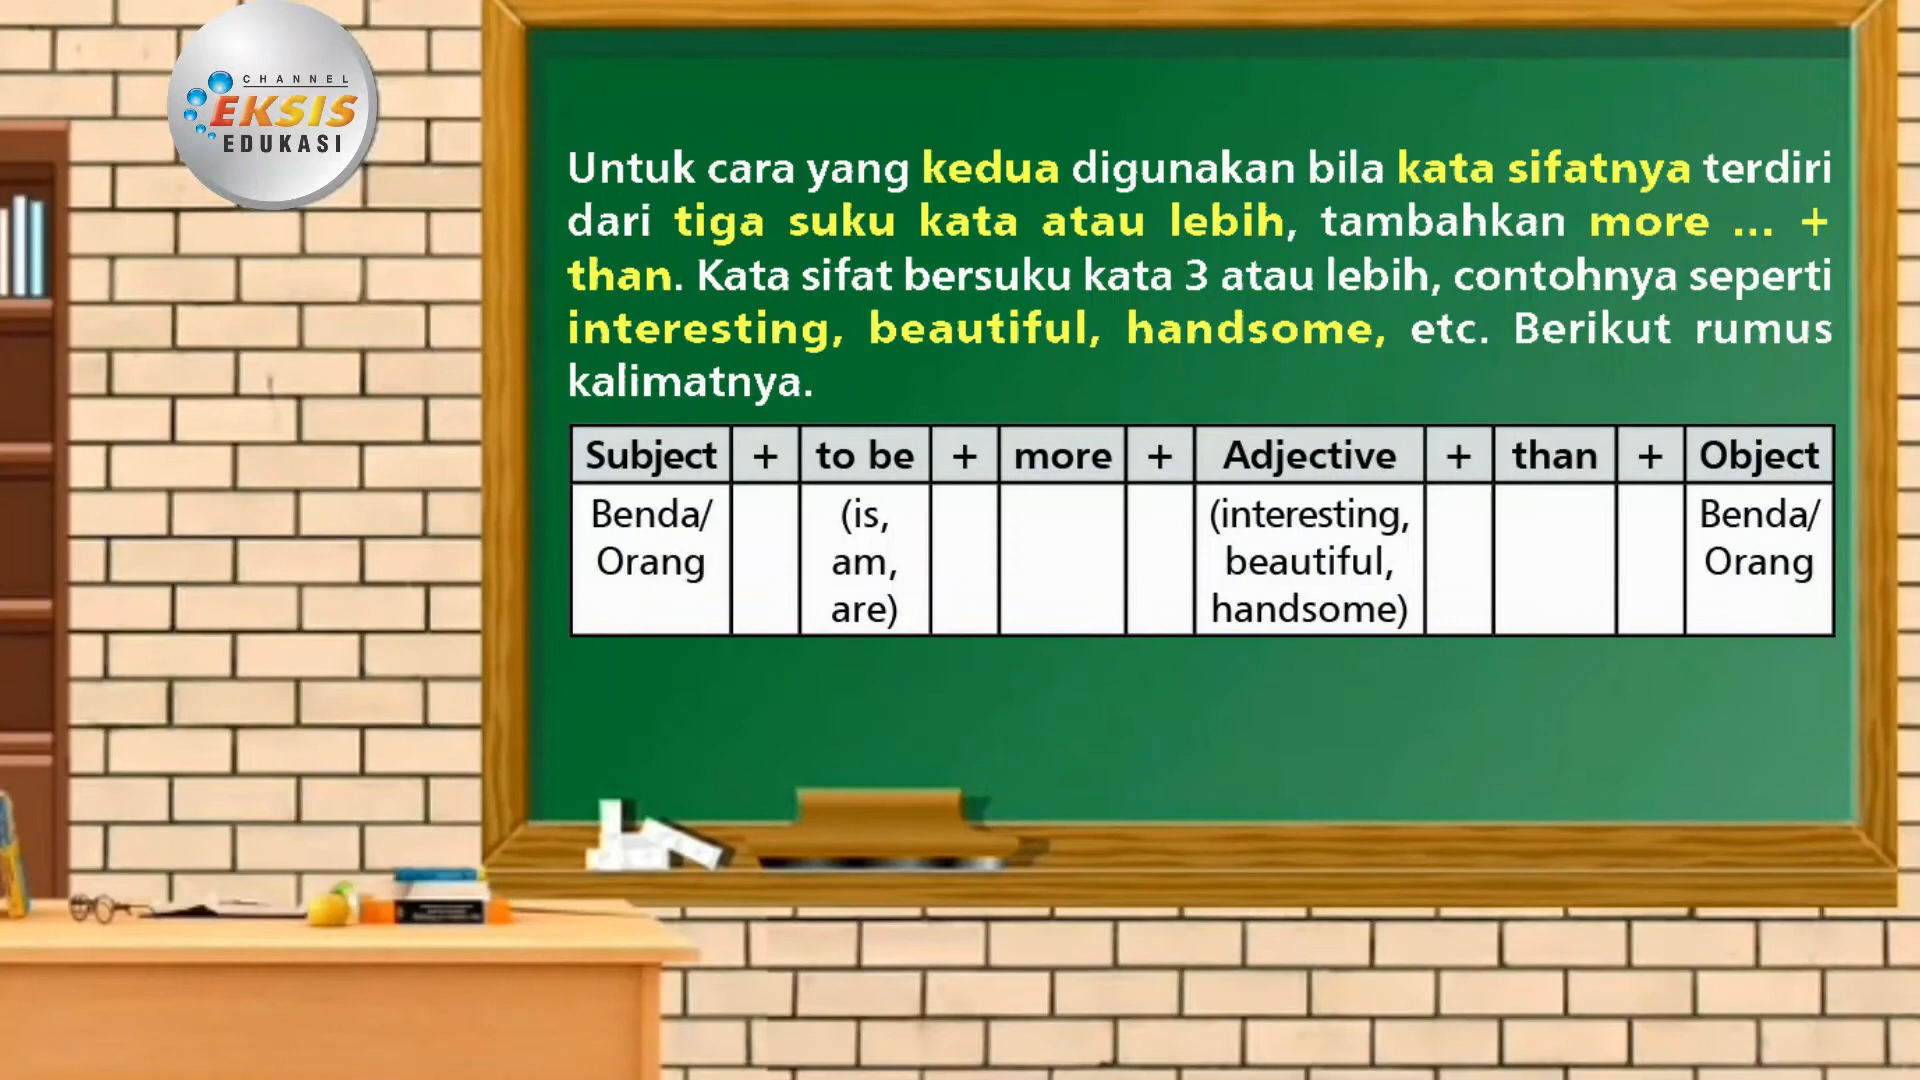 CHANNEL
EKSIS
EDUKASI
Untuk cara yang kedua digunakan bila kata sifatnya terdiri
dari tiga suku kata atau lebih, tambahkan more ... +
than. Kata sifat bersuku kata 3 atau lebih, contohnya seperti
interesting, beautiful, handsome, etc. Berikut rumus
kalimatnya.
Subject + to be + more + Adjective + than + Object
Benda/ (is, (interesting, Benda/
Orang am, beautiful, Orang
are) handsome)